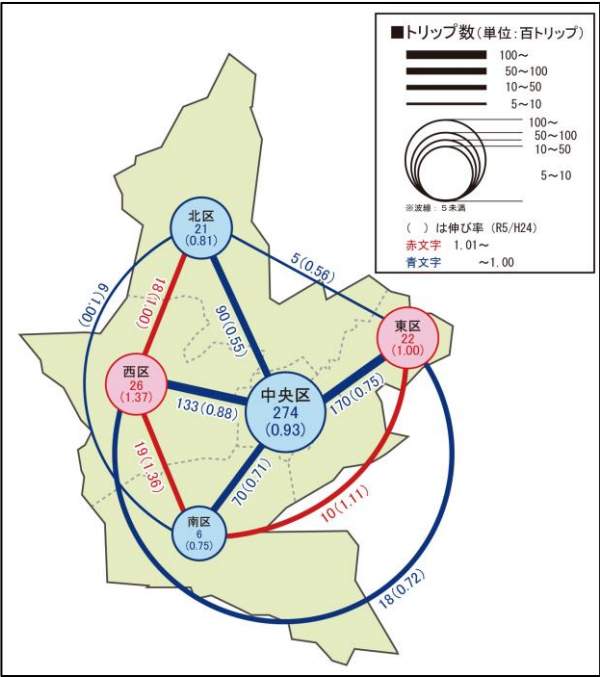 ■トリップ数(単位:百トリップ)
100～
50～100
10～50
5～10
100～
50～100
10～50
5～10
※波線：5未満
( )は伸び率 (R5/H24)
赤文字 1.01～
青文字 ～1.00
北区
21
(0.81)
5(0.56)
6(1.00)
18(1.00)
90(0.55)
東区
22
(1.00)
西区
26
(1.37)
133(0.88)
中央区
274
(0.93)
170(0.75)
19(1.36)
70(0.71)
10(1.11)
南区
6
(0.75)
18(0.72)